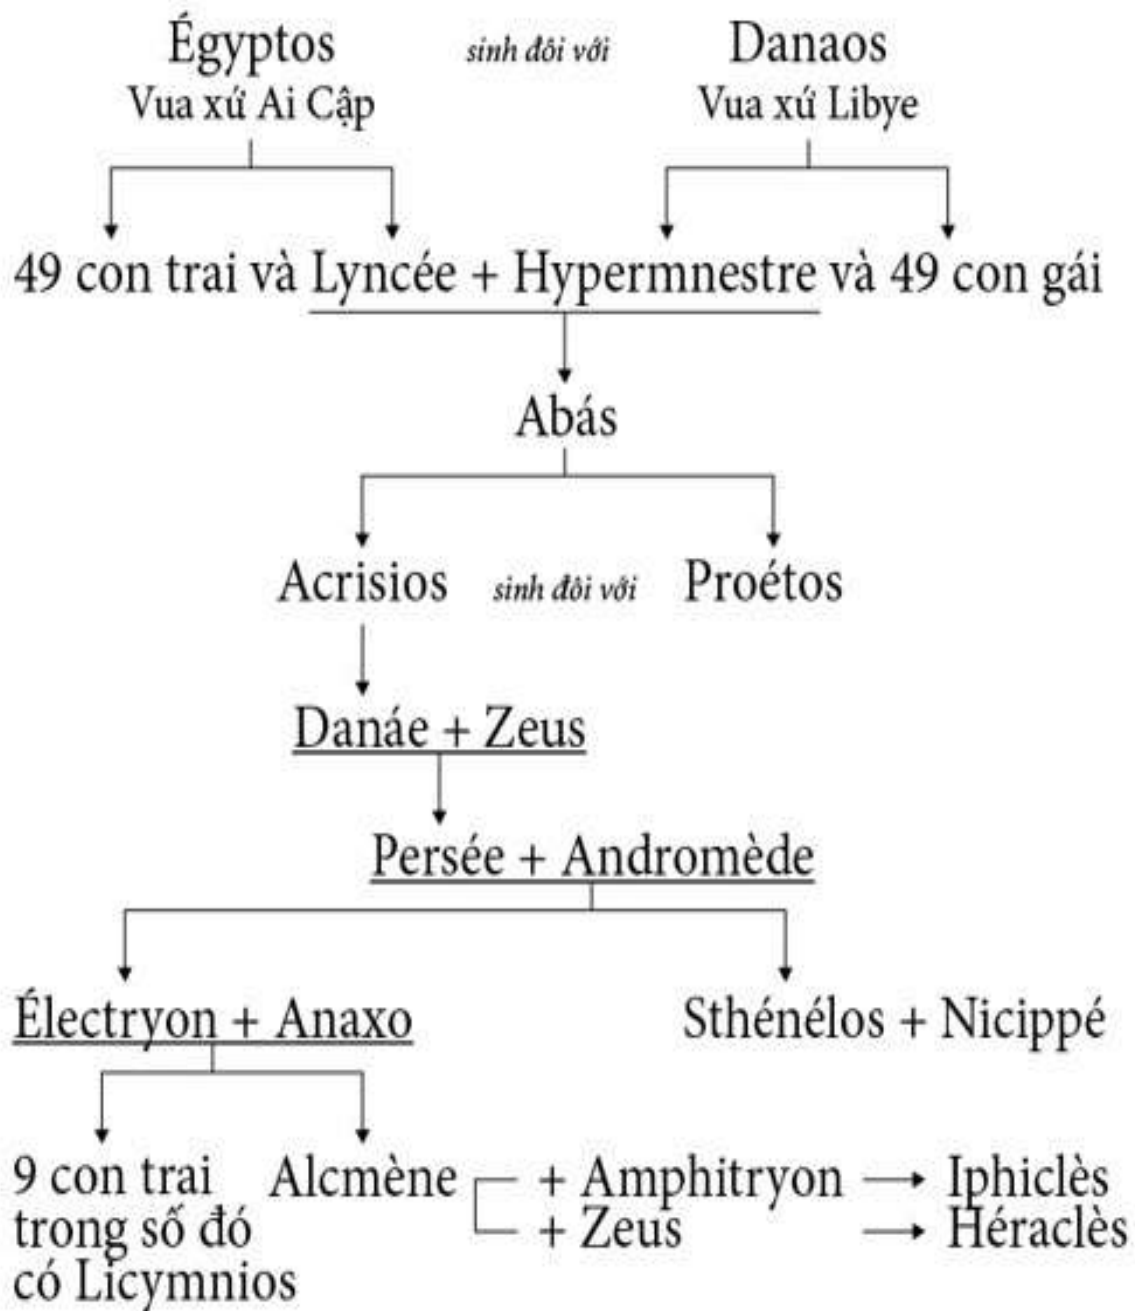 Égyptos sinh đôi với Danaos
Vua xứ Ai Cập Vua xứ Libye
49 con trai và Lyncée + Hypermnestre và 49 con gái
Abás
Acrisios sinh đôi với Proétos
Danáe + Zeus
Persée + Andromède
Électryon + Anaxo Sthénélos + Nicippé
9 con trai Alcmène + Amphitryon → Iphiclès
trong số đó + Zeus → Héraclès
có Licymnios